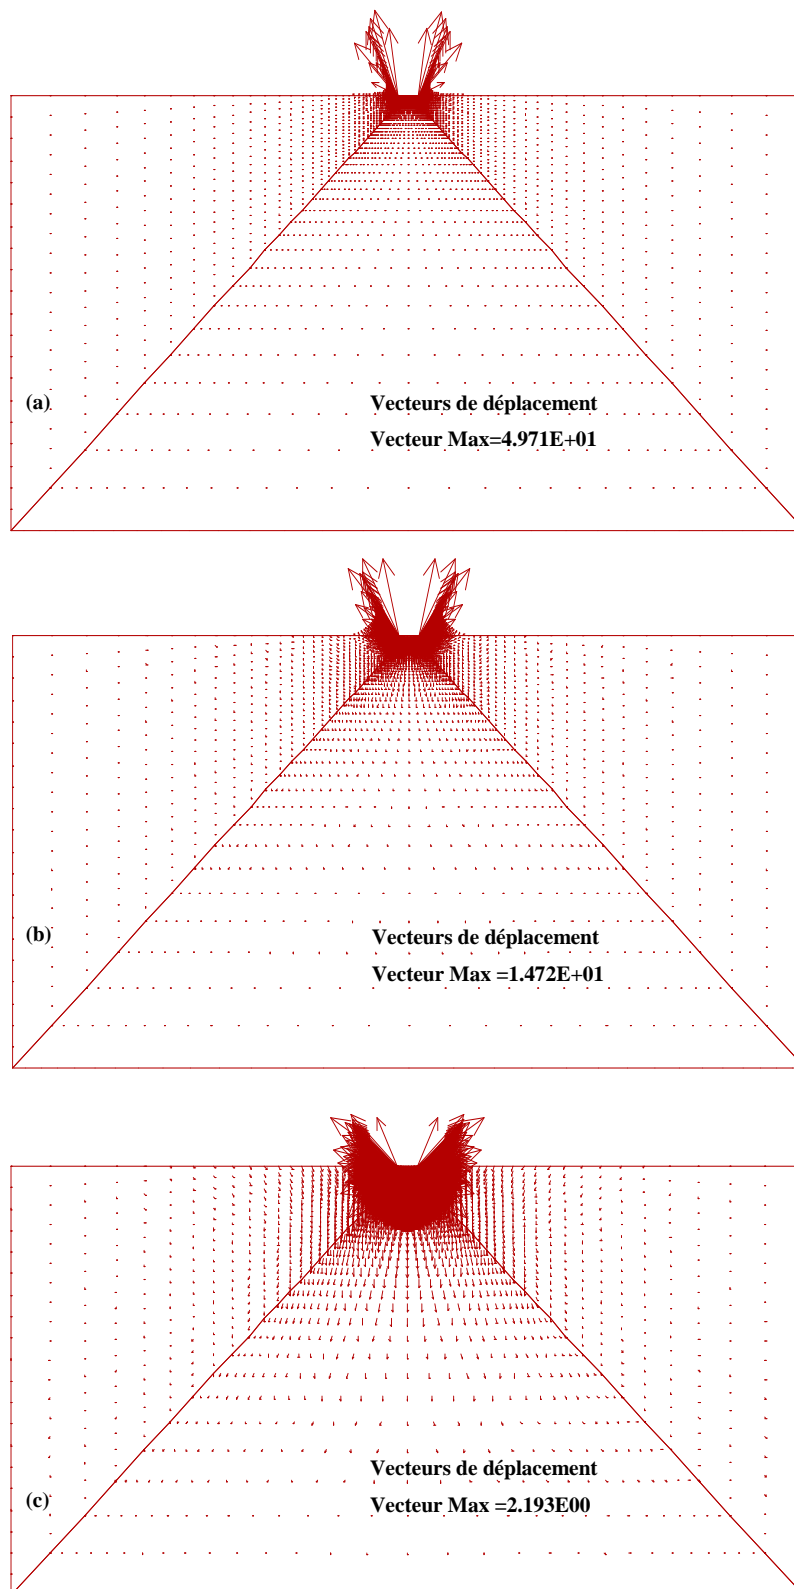 (a)
Vecteurs de déplacement
Vecteur Max=4.971E+01
(b)
Vecteurs de déplacement
Vecteur Max =1.472E+01
Vecteurs de déplacement
(c)
Vecteur Max =2.193E00